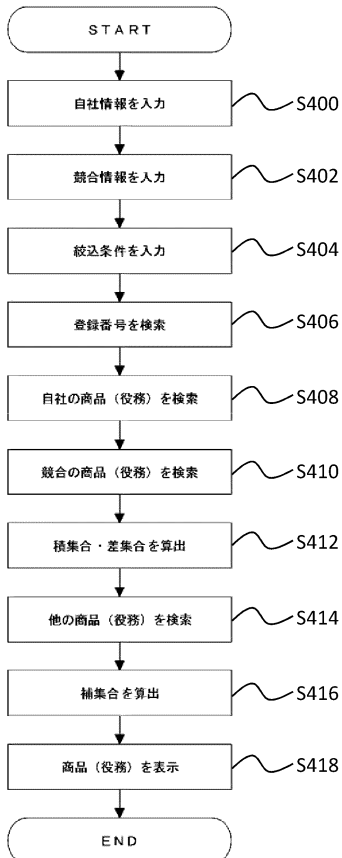 START
自社情報を入力
S400
競合情報を入力
S402
絞込条件を入力
S404
登録番号を検索
S406
自社の商品（役務）を検索
S408
競合の商品（役務）を検索
S410
積集合・差集合を算出
S412
他の商品（役務）を検索
S414
補集合を算出
S416
商品（役務）を表示
S418
END